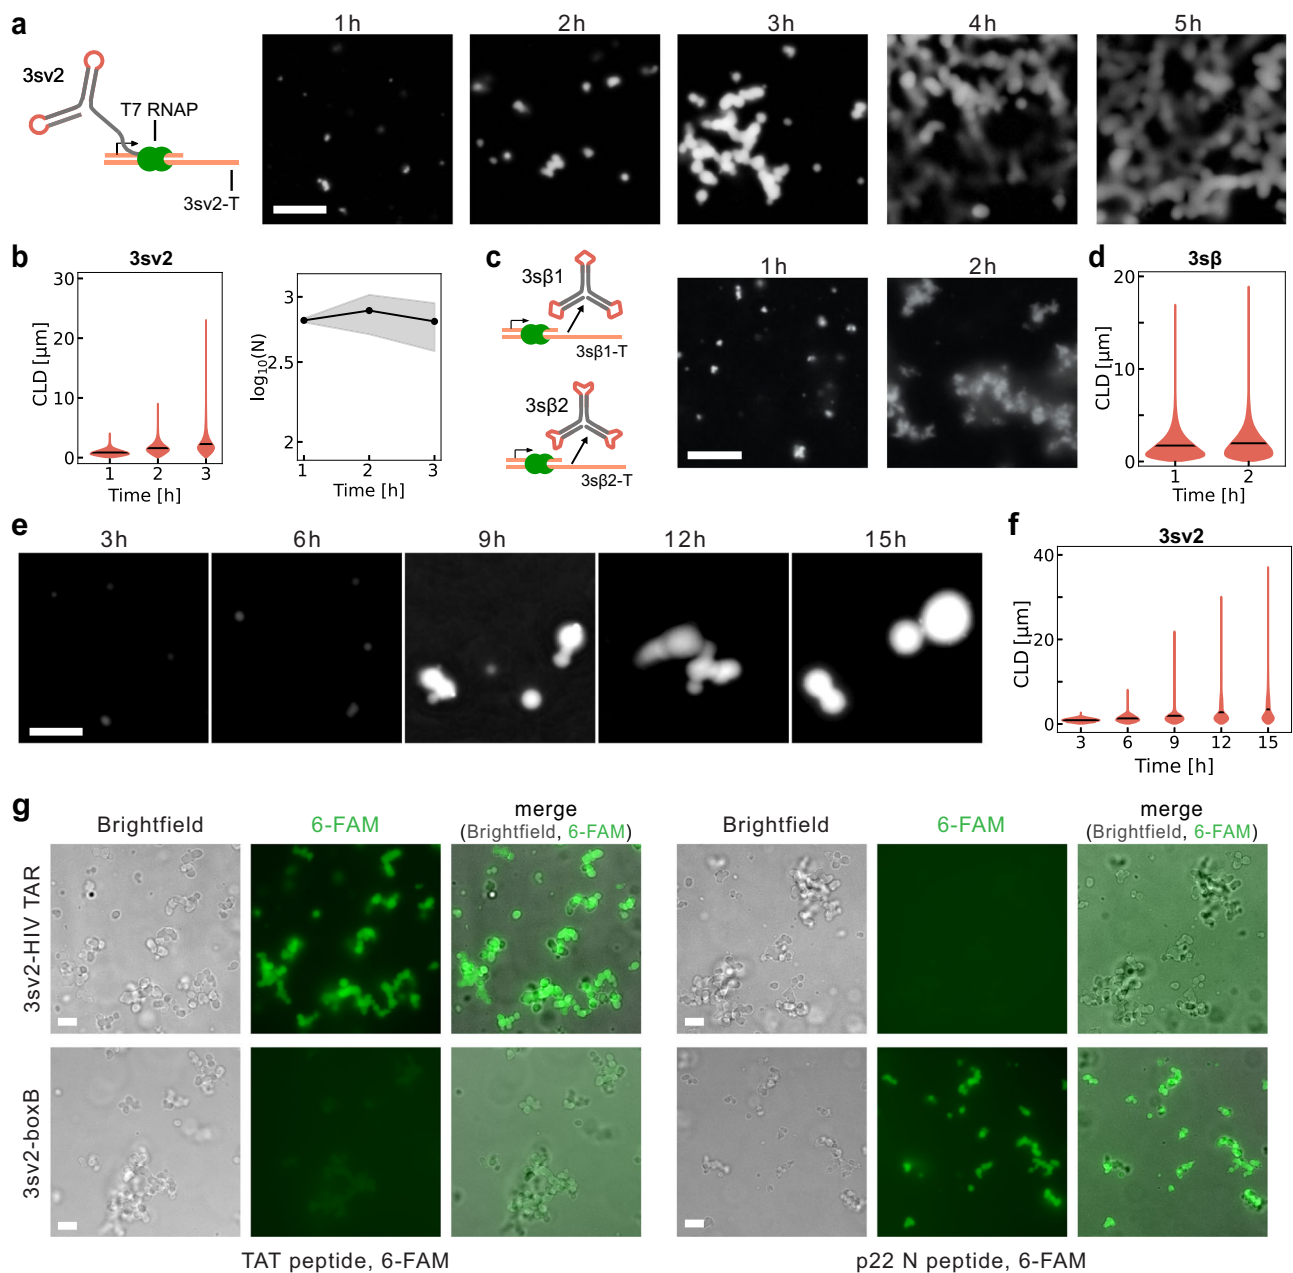 a
1h
2h
3h
4h
5h
3sv2
T7 RNAP
3sv2-T
b
3sv2
30
20
10
0
CLD [µm]
1
2
3
Time [h]
3
2.5
2
log10(N)
1
2
3
Time [h]
c
3sβ1
3sβ1-T
3sβ2
3sβ2-T
1h
2h
d
3sβ
20
10
0
CLD [µm]
1
2
Time [h]
e
3h
6h
9h
12h
15h
f
3sv2
40
20
0
CLD [µm]
3
6
9
12
15
Time [h]
g
Brightfield
6-FAM
merge
(Brightfield, 6-FAM)
Brightfield
6-FAM
merge
(Brightfield, 6-FAM)
3sv2-HIV TAR
3sv2-boxB
TAT peptide, 6-FAM
p22 N peptide, 6-FAM